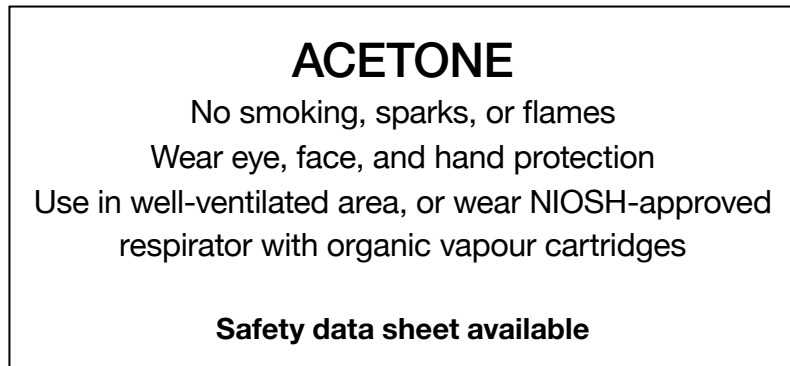 ACETONE
No smoking, sparks, or flames
Wear eye, face, and hand protection
Use in well-ventilated area, or wear NIOSH-approved
respirator with organic vapour cartridges
Safety data sheet available